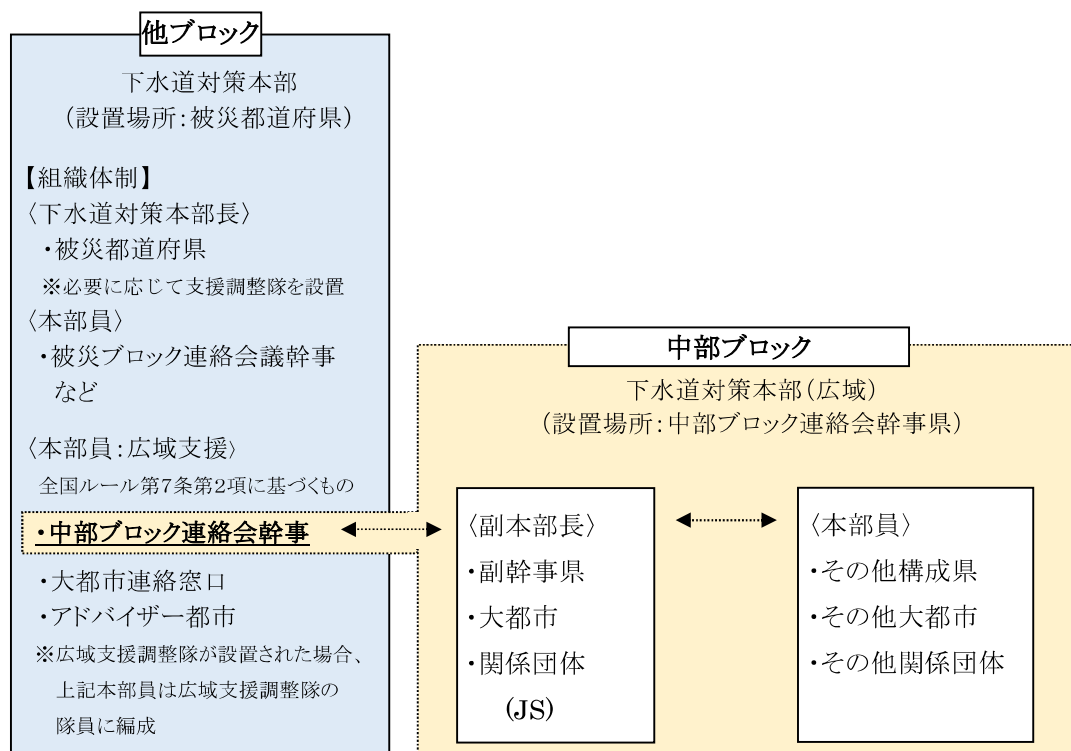 他ブロック
下水道対策本部
（設置場所：被災都道府県）
【組織体制】
〈下水道対策本部長〉
・被災都道府県
※必要に応じて支援調整隊を設置
〈本部員〉
・被災ブロック連絡会議幹事
など
〈本部員：広域支援〉
全国ルール第7条第2項に基づくもの
・中部ブロック連絡会幹事
・大都市連絡窓口
・アドバイザー都市
※広域支援調整隊が設置された場合、
上記本部員は広域支援調整隊の
隊員に編成
中部ブロック
下水道対策本部（広域）
（設置場所：中部ブロック連絡会幹事県）
〈副本部長〉
・副幹事県
・大都市
・関係団体
(JS)
〈本部員〉
・その他構成県
・その他大都市
・その他関係団体